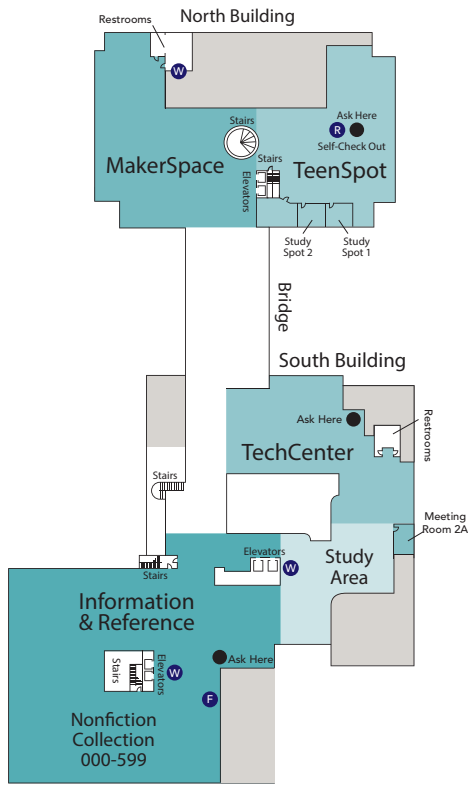 North Building
Restrooms
W
Stairs
Ask Here
R
Self-Check Out
MakerSpace
Stairs
TeenSpot
Elevators
Study
Spot 2
Study
Spot 1
Bridge
South Building
Ask Here
Restrooms
TechCenter
Stairs
Meeting
Room 2A
Elevators
W
Study
Area
Stairs
Information
& Reference
Ask Here
Stairs
Elevators
W
F
Nonfiction
Collection
000-599